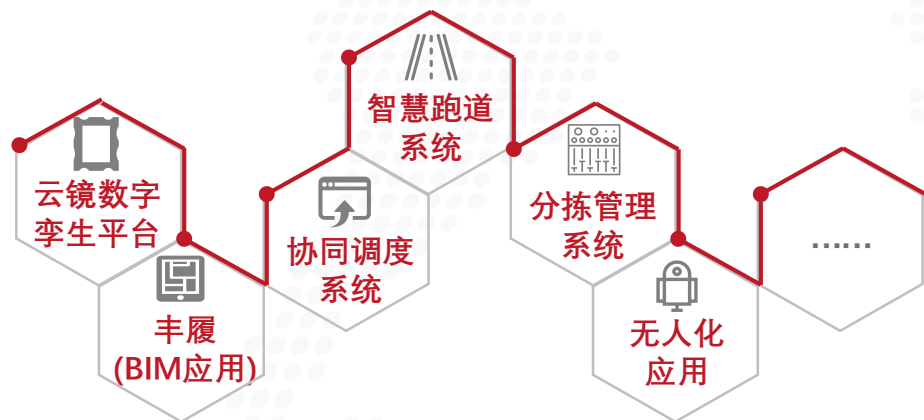 云镜数字
孪生平台
丰履
(BIM应用)
协同调度
系统
智慧跑道
系统
分拣管理
系统
无人化
应用
......